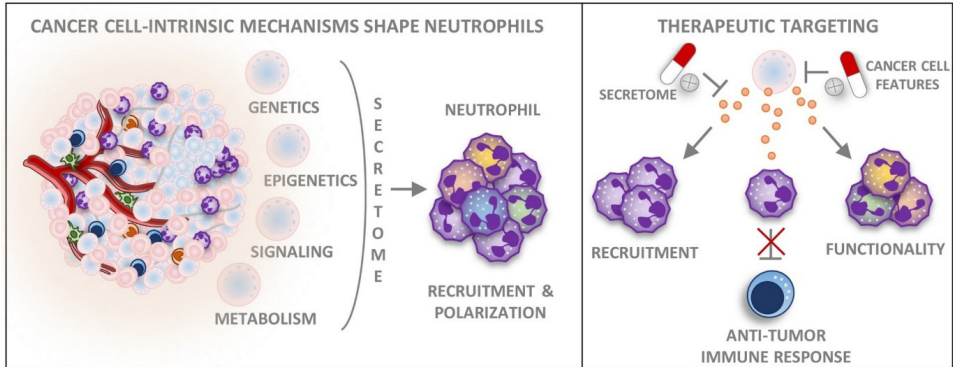 CANCER CELL-INTRINSIC MECHANISMS SHAPE NEUTROPHILS
GENETICS
EPIGENETICS
SIGNALING
METABOLISM
SECRETOME
NEUTROPHIL
RECRUITMENT &
POLARIZATION
THERAPEUTIC TARGETING
SECRETOME
CANCER CELL
FEATURES
RECRUITMENT
FUNCTIONALITY
ANTI-TUMOR
IMMUNE RESPONSE